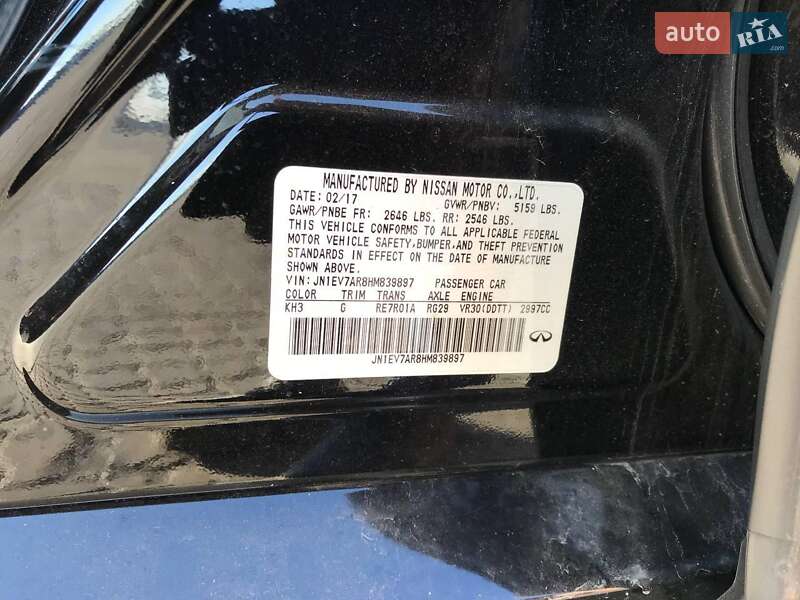 auto RIA
MANUFACTURED BY NISSAN MOTOR CO.,LTD.
DATE: 02/17 GVWR/PNBV: 5159 LBS.
GAWR/PNBE FR: 2646 LBS. RR: 2546 LBS.
THIS VEHICLE CONFORMS TO ALL APPLICABLE FEDERAL
MOTOR VEHICLE SAFETY,BUMPER,AND THEFT PREVENTION
STANDARDS IN EFFECT ON THE DATE OF MANUFACTURE
SHOWN ABOVE.
VIN: JN1EV7AR8HM839897 PASSENGER CAR
COLOR TRIM TRANS AXLE ENGINE
KH3 G RE7R01A RG29 VR30(DDTT) 2997CC
JN1EV7AR8HM839897